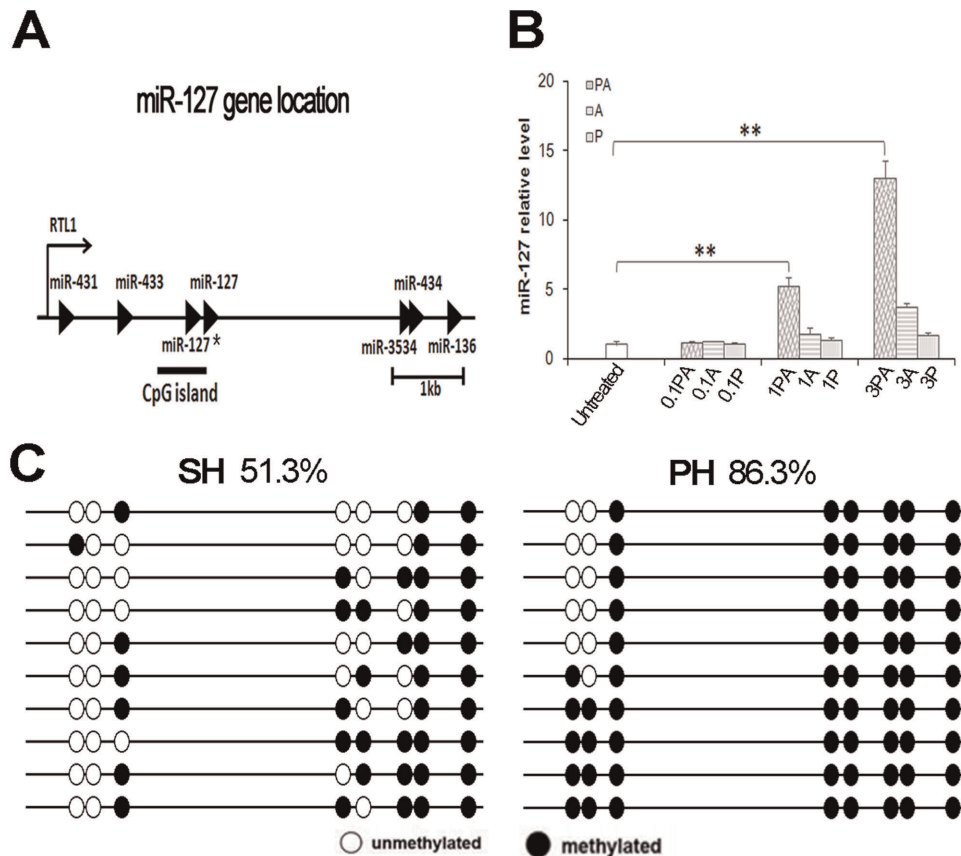 A
miR-127 gene location
RTL1
miR-431 miR-433 miR-127 miR-434
miR-127* miR-3534 miR-136
CpG island 1kb
B
20
15
10
5
0
miR-127 relative level
PA
A
P
**
**
Untreated 0.1PA 0.1A 0.1P 1PA 1A 1P 3PA 3A 3P
C
SH 51.3% PH 86.3%
unmethylated methylated